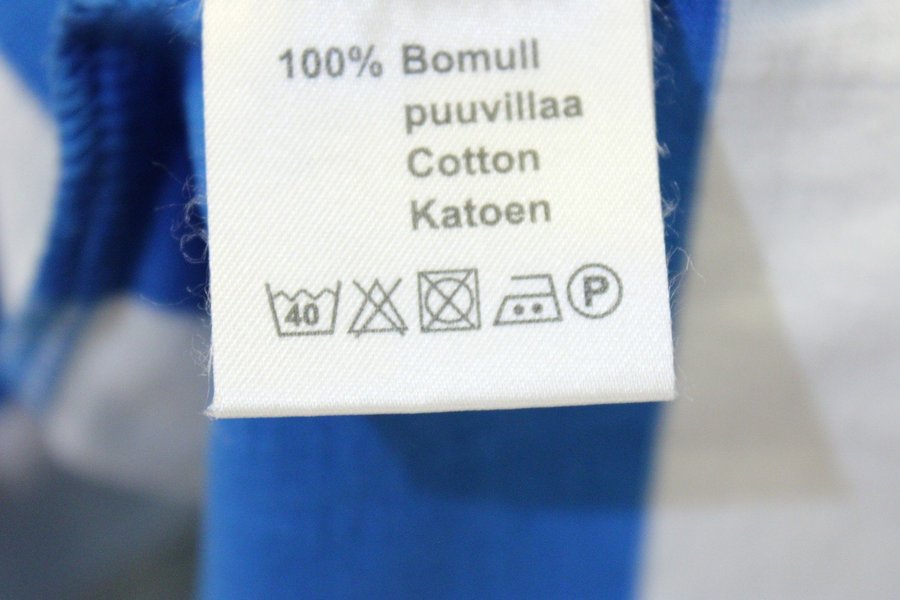 100% Bomull
puuvillaa
Cotton
Katoen
40 P